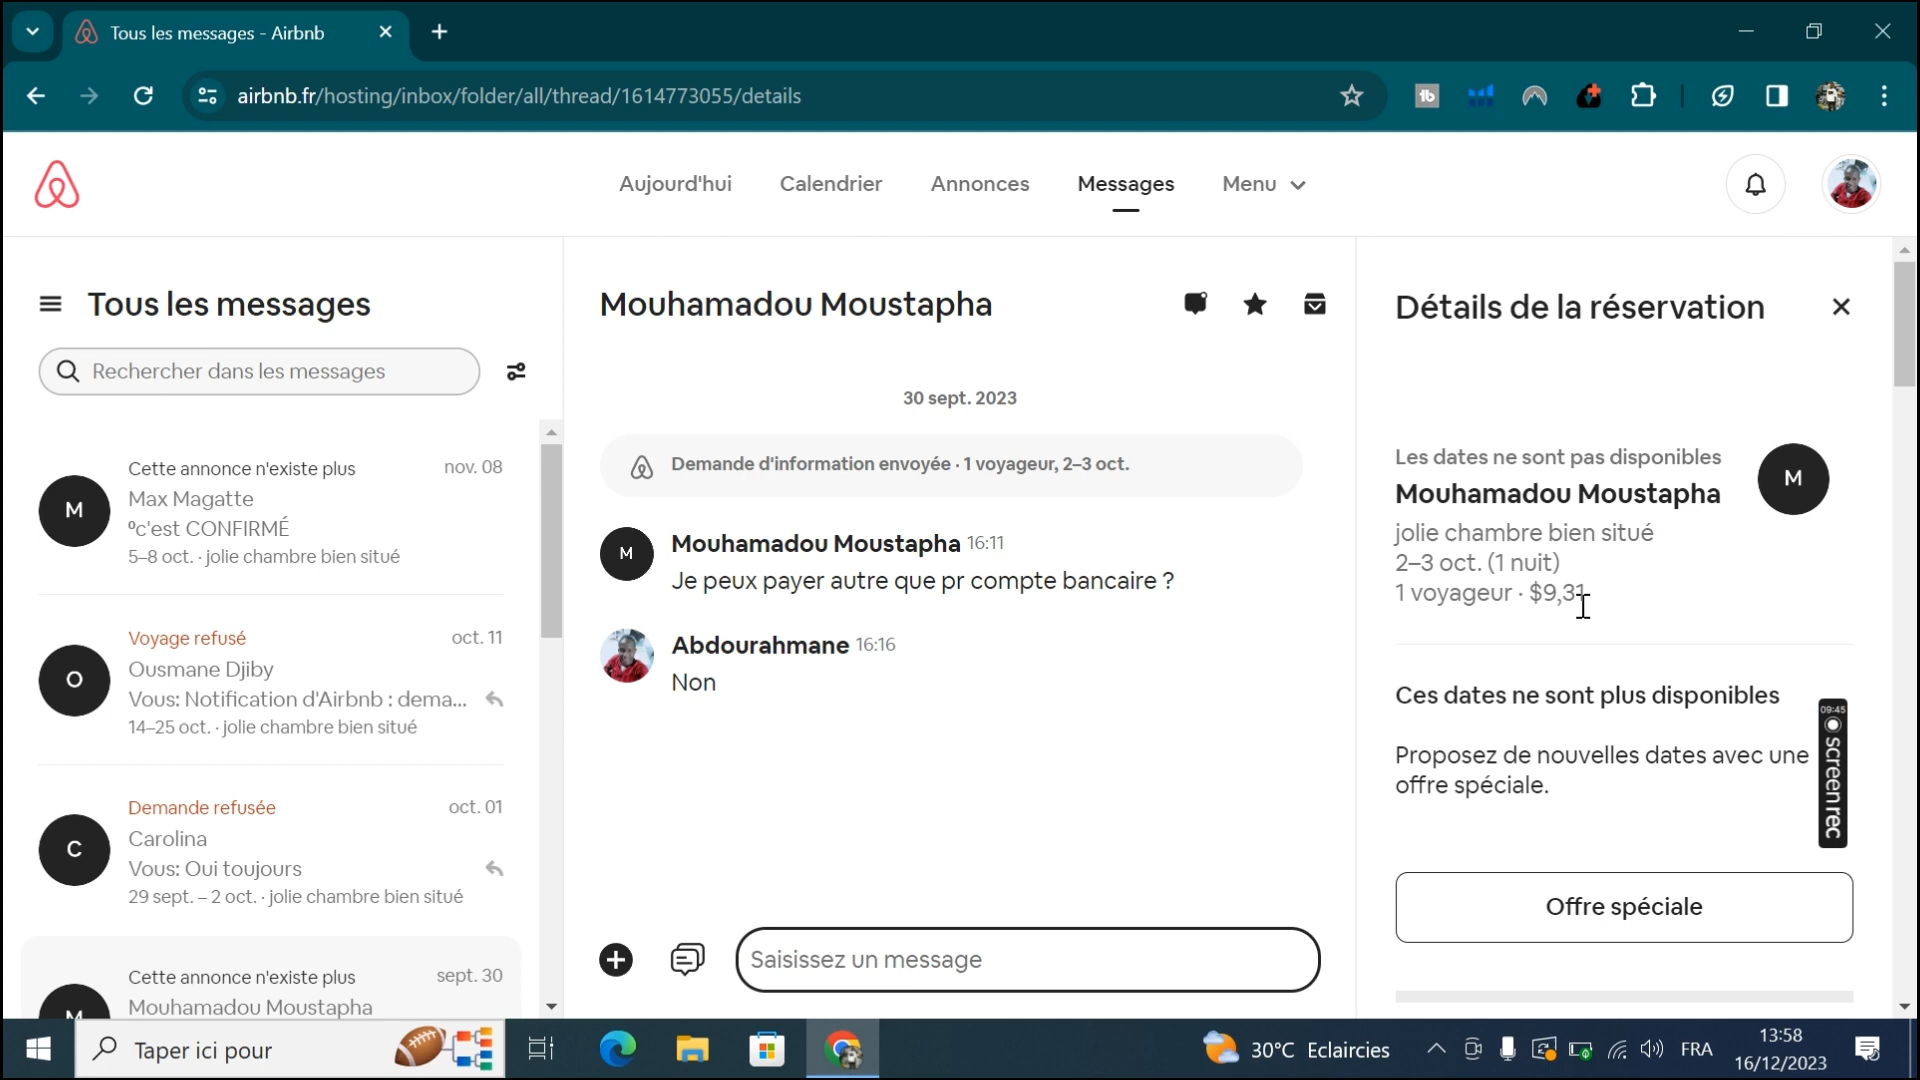 Tous les messages - Airbnb
airbnb.fr/hosting/inbox/folder/all/thread/1614773055/details
Aujourd'hui
Calendrier
Annonces
Messages
Menu
Tous les messages
Rechercher dans les messages
Cette annonce n'existe plus
nov. 08
M
Max Magatte
ºc'est CONFIRMÉ
5–8 oct. · jolie chambre bien situé
Voyage refusé
oct. 11
O
Ousmane Djiby
Vous: Notification d'Airbnb : dema...
14–25 oct. · jolie chambre bien situé
Demande refusée
oct. 01
C
Carolina
Vous: Oui toujours
29 sept. – 2 oct. · jolie chambre bien situé
Cette annonce n'existe plus
sept. 30
M
Mouhamadou Moustapha
Mouhamadou Moustapha
30 sept. 2023
Demande d'information envoyée · 1 voyageur, 2–3 oct.
M
Mouhamadou Moustapha 16:11
Je peux payer autre que pr compte bancaire ?
Abdourahmane 16:16
Non
Saisissez un message
Détails de la réservation
Les dates ne sont pas disponibles
M
Mouhamadou Moustapha
jolie chambre bien situé
2–3 oct. (1 nuit)
1 voyageur · $9,31
Ces dates ne sont plus disponibles
Proposez de nouvelles dates avec une
offre spéciale.
09:45
screenrec
Offre spéciale
Taper ici pour
30°C Eclaircies
FRA
13:58
16/12/2023